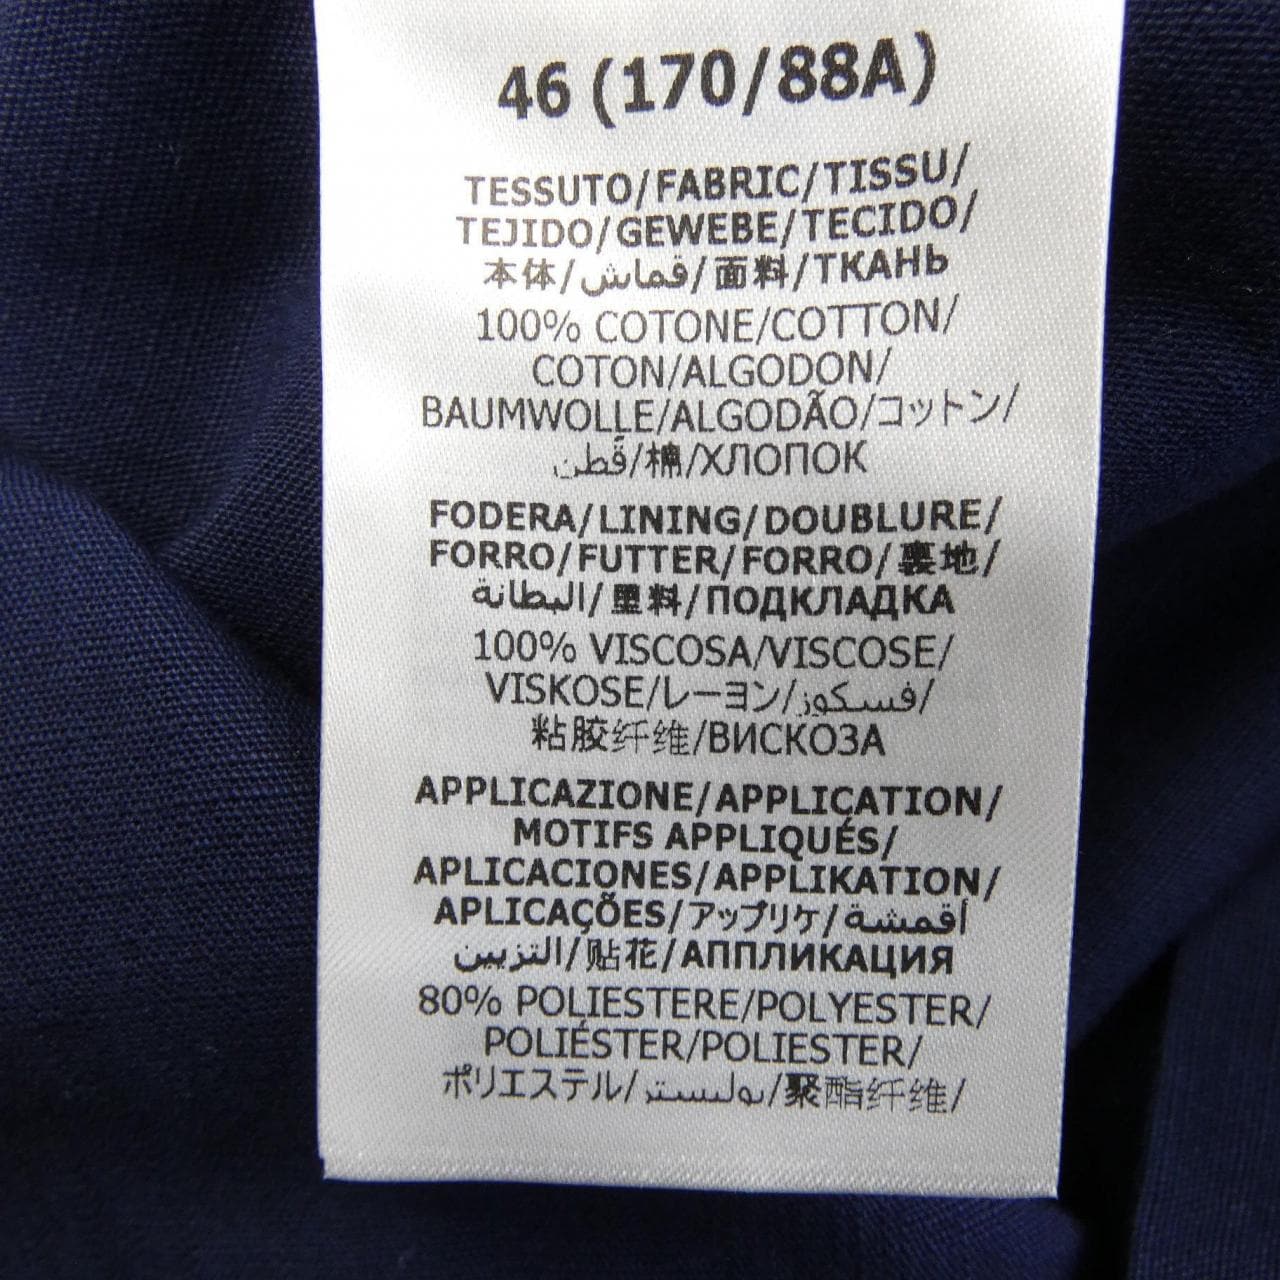 46 (170/88A)
TESSUTO/FABRIC/TISSU/
TEJIDO/GEWEBE/TECIDO/
本体/قماش/面料/ТКАНЬ
100% COTONE/COTTON/
COTON/ALGODON/
BAUMWOLLE/ALGODÃO/コットン/
قُطن/棉/ХЛОПОК
FODERA/LINING/DOUBLURE/
FORRO/FUTTER/FORRO/裏地/
البطانة/里料/ПОДКЛАДКА
100% VISCOSA/VISCOSE/
VISKOSE/レーヨン/فسكوز/
粘胶纤维/ВИСКОЗА
APPLICAZIONE/APPLICATION/
MOTIFS APPLIQUÉS/
APLICACIONES/APPLIKATION/
APLICAÇÕES/アップリケ/أقمشة
التزيين/贴花/АППЛИКАЦИЯ
80% POLIESTERE/POLYESTER/
POLIÉSTER/POLIESTER/
ポリエステル/بوليستر/聚酯纤维/